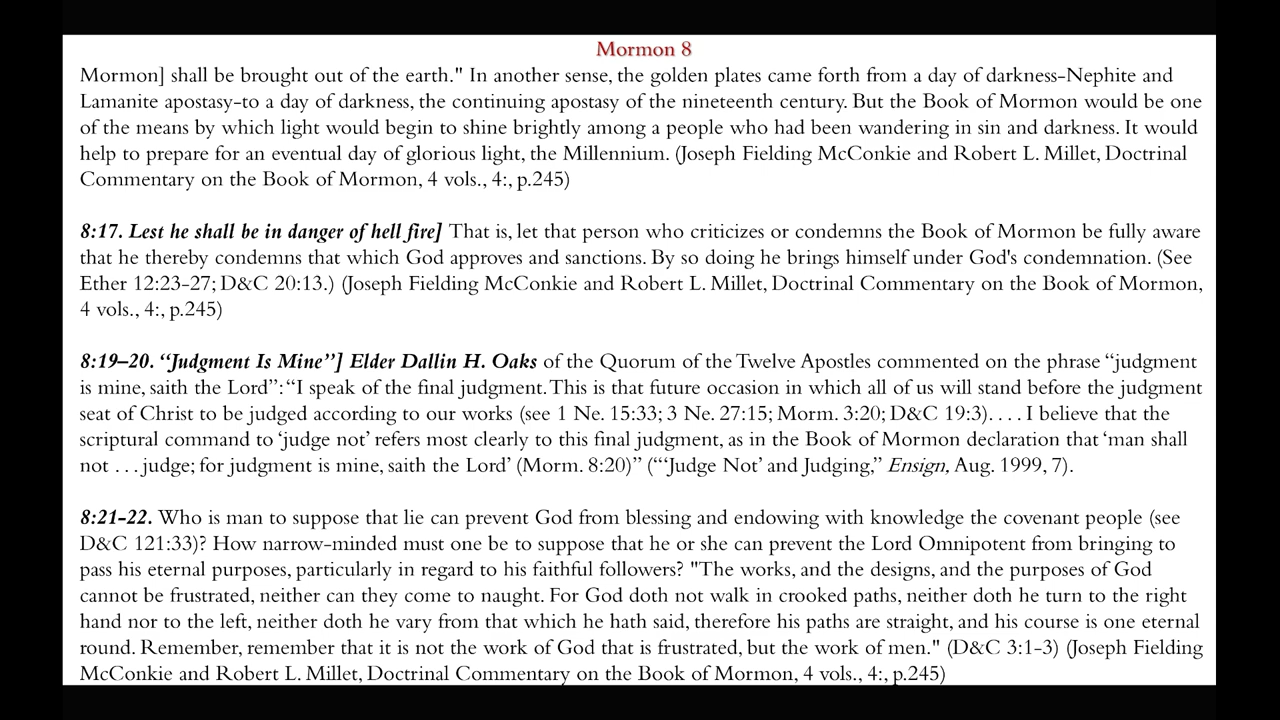 Mormon 8
Mormon] shall be brought out of the earth." In another sense, the golden plates came forth from a day of darkness-Nephite and
Lamanite apostasy-to a day of darkness, the continuing apostasy of the nineteenth century. But the Book of Mormon would be one
of the means by which light would begin to shine brightly among a people who had been wandering in sin and darkness. It would
help to prepare for an eventual day of glorious light, the Millennium. (Joseph Fielding McConkie and Robert L. Millet, Doctrinal
Commentary on the Book of Mormon, 4 vols., 4:, p.245)
8:17. Lest he shall be in danger of hell fire] That is, let that person who criticizes or condemns the Book of Mormon be fully aware
that he thereby condemns that which God approves and sanctions. By so doing he brings himself under God's condemnation. (See
Ether 12:23-27; D&C 20:13.) (Joseph Fielding McConkie and Robert L. Millet, Doctrinal Commentary on the Book of Mormon,
4 vols., 4:, p.245)
8:19–20. “Judgment Is Mine”] Elder Dallin H. Oaks of the Quorum of the Twelve Apostles commented on the phrase “judgment
is mine, saith the Lord”: “I speak of the final judgment. This is that future occasion in which all of us will stand before the judgment
seat of Christ to be judged according to our works (see 1 Ne. 15:33; 3 Ne. 27:15; Morm. 3:20; D&C 19:3). . . . I believe that the
scriptural command to ‘judge not’ refers most clearly to this final judgment, as in the Book of Mormon declaration that ‘man shall
not . . . judge; for judgment is mine, saith the Lord’ (Morm. 8:20)” (“‘Judge Not’ and Judging,” Ensign, Aug. 1999, 7).
8:21-22. Who is man to suppose that lie can prevent God from blessing and endowing with knowledge the covenant people (see
D&C 121:33)? How narrow-minded must one be to suppose that he or she can prevent the Lord Omnipotent from bringing to
pass his eternal purposes, particularly in regard to his faithful followers? "The works, and the designs, and the purposes of God
cannot be frustrated, neither can they come to naught. For God doth not walk in crooked paths, neither doth he turn to the right
hand nor to the left, neither doth he vary from that which he hath said, therefore his paths are straight, and his course is one eternal
round. Remember, remember that it is not the work of God that is frustrated, but the work of men." (D&C 3:1-3) (Joseph Fielding
McConkie and Robert L. Millet, Doctrinal Commentary on the Book of Mormon, 4 vols., 4:, p.245)